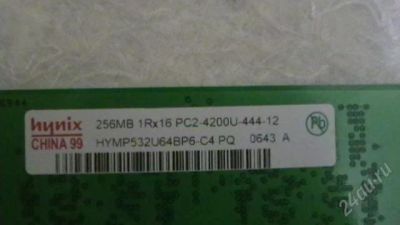 hynix 256MB 1Rx16 PC2-4200U-444-12
CHINA 99 HYMP532U64BP6-C4 PQ 0643 A
Pb
24au.ru